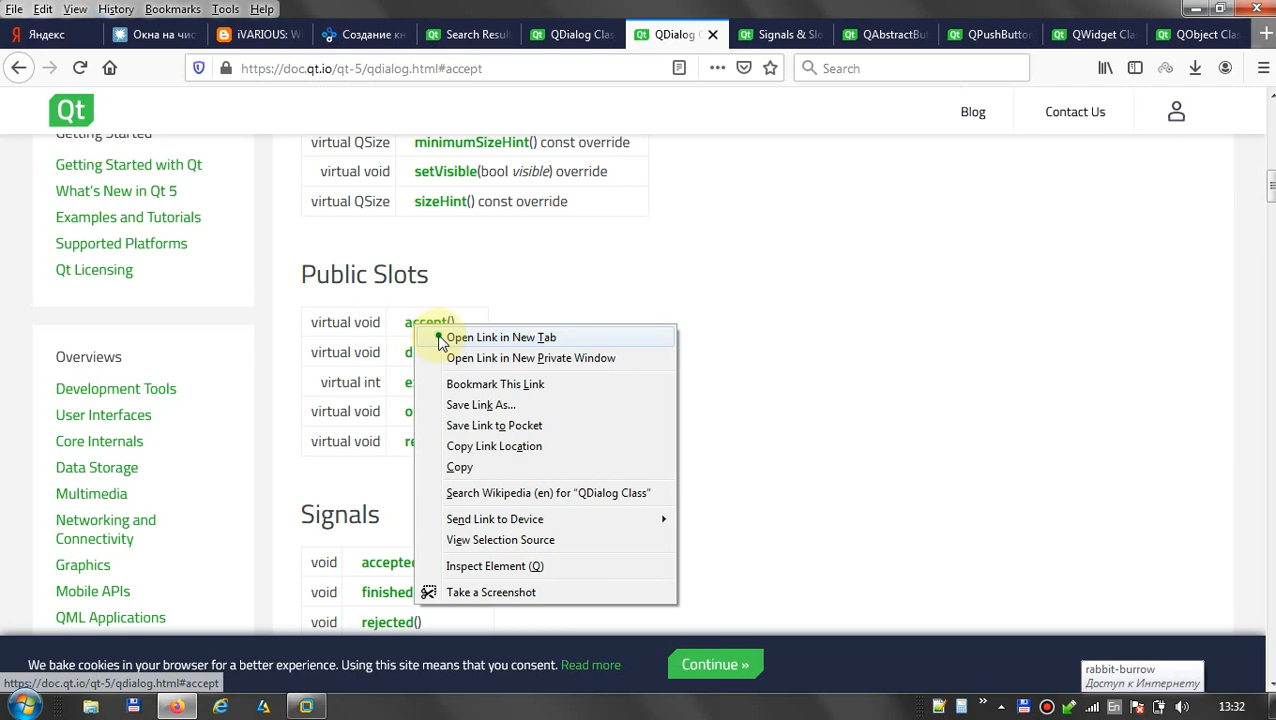 File Edit View History Bookmarks Tools Help
Яндекс
Окна на чис
iVARIOUS: W
Создание кн
Search Resul
QDialog Clas
QDialog
Signals & Slo
QAbstractBut
QPushButton
QWidget Cla
QObject Clas
https://doc.qt.io/qt-5/qdialog.html#accept
Search
Qt
Blog
Contact Us
Getting Started
Getting Started with Qt
What's New in Qt 5
Examples and Tutorials
Supported Platforms
Qt Licensing
Overviews
Development Tools
User Interfaces
Core Internals
Data Storage
Multimedia
Networking and
Connectivity
Graphics
Mobile APIs
QML Applications
virtual QSize minimumSizeHint() const override
virtual void setVisible(bool visible) override
virtual QSize sizeHint() const override
Public Slots
virtual void accept()
virtual void d
virtual int e
virtual void o
virtual void re
Signals
void accepted
void finished
void rejected()
Open Link in New Tab
Open Link in New Private Window
Bookmark This Link
Save Link As...
Save Link to Pocket
Copy Link Location
Copy
Search Wikipedia (en) for “QDialog Class”
Send Link to Device
View Selection Source
Inspect Element (Q)
Take a Screenshot
We bake cookies in your browser for a better experience. Using this site means that you consent. Read more
Continue »
rabbit-burrow
Доступ к Интернету
https://doc.qt.io/qt-5/qdialog.html#accept
En
13:32